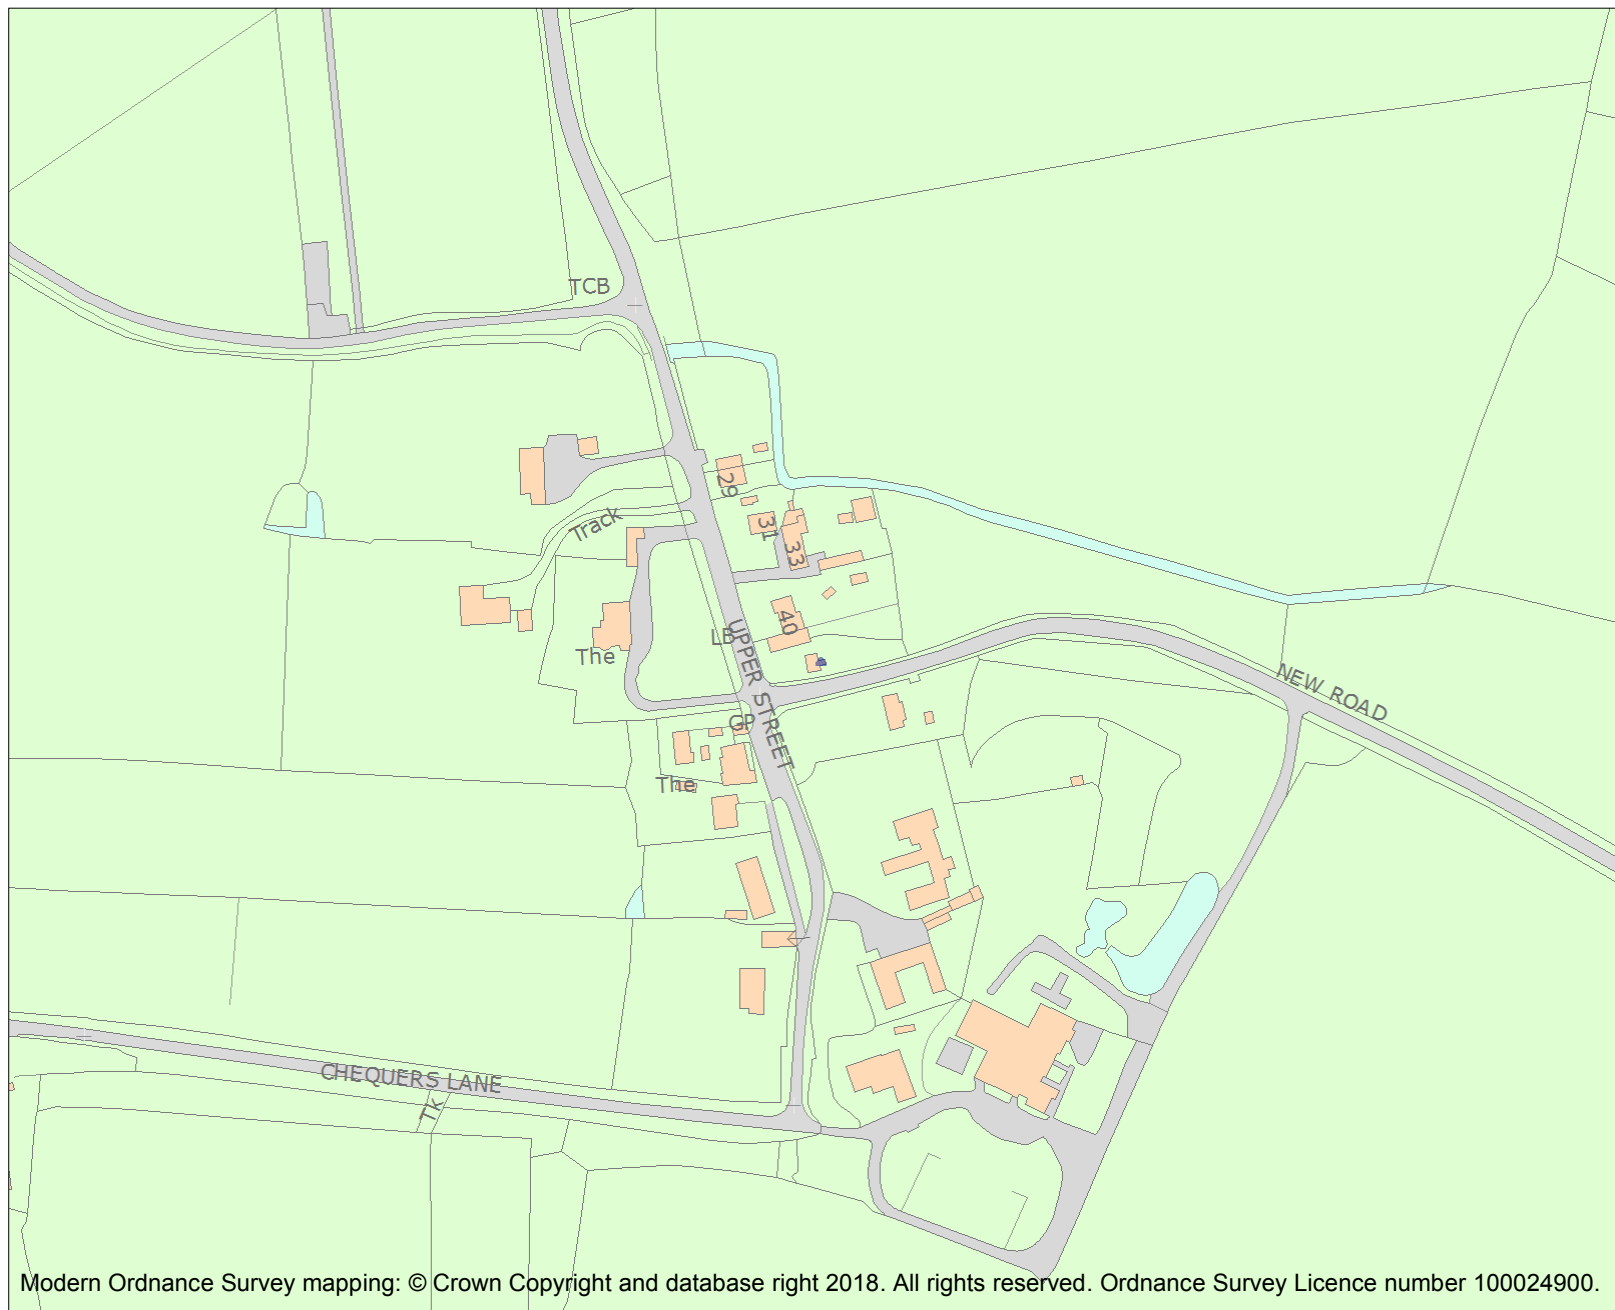 TCB
29
Track
31
33
40
LB
The
UPPER STREET
NEW ROAD
GP
The
CHEQUERS LANE
Tk
Modern Ordnance Survey mapping: © Crown Copyright and database right 2018. All rights reserved. Ordnance Survey Licence number 100024900.